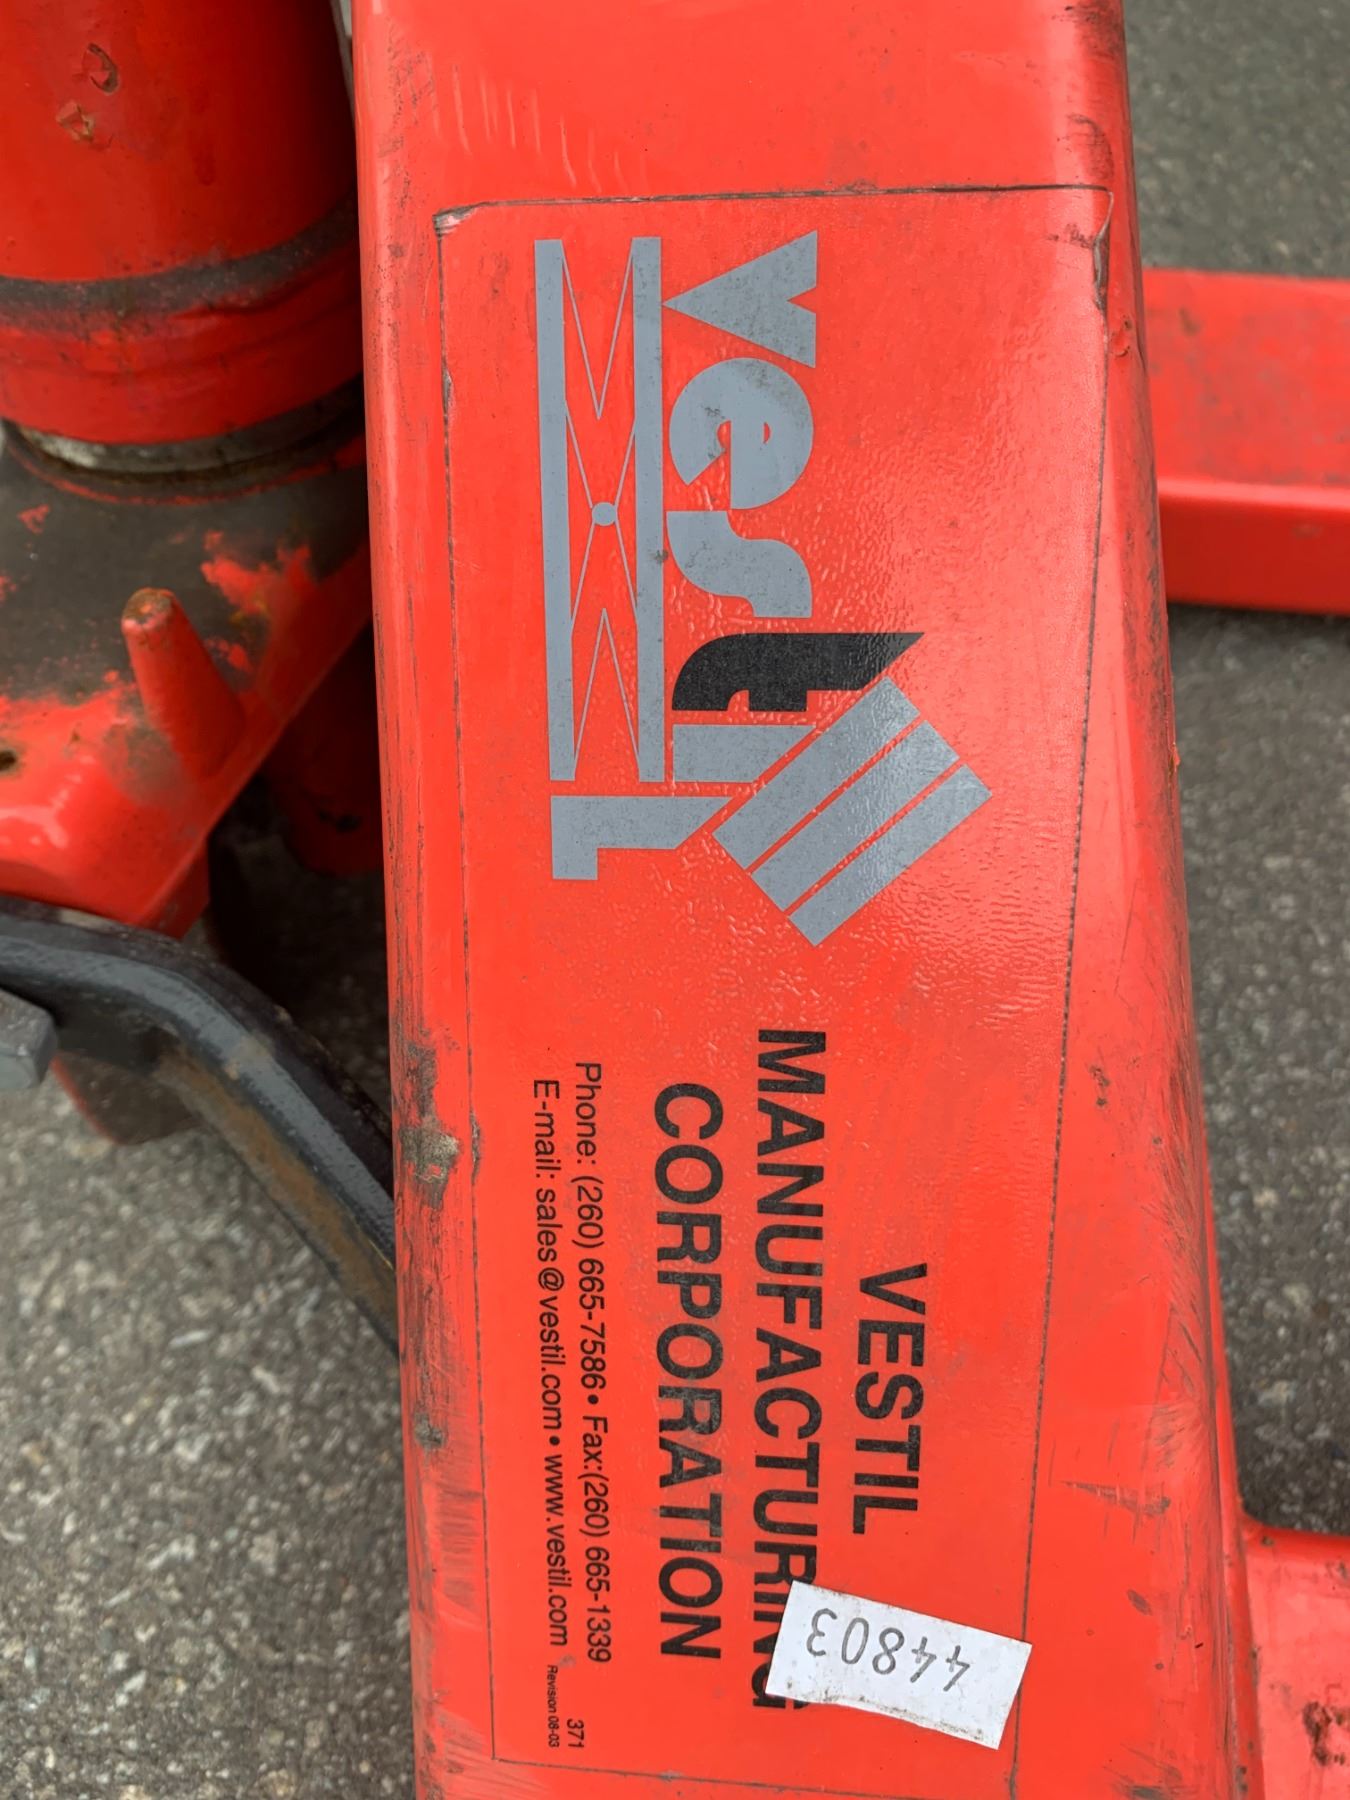 Vestil
VESTIL
MANUFACTURING
CORPORATION
Phone: (260) 665-7586 • Fax:(260) 665-1339
E-mail: sales@vestil.com • www.vestil.com
371
Revision 08-03
44803